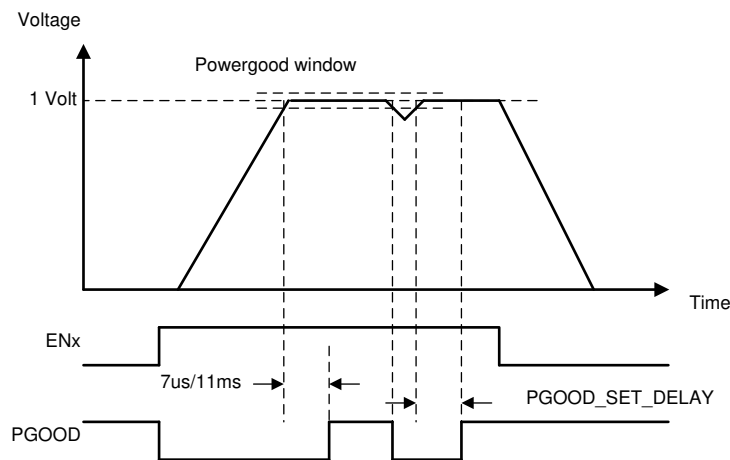 Voltage
Powergood window
1 Volt
Time
ENx
7us/11ms
PGOOD_SET_DELAY
PGOOD